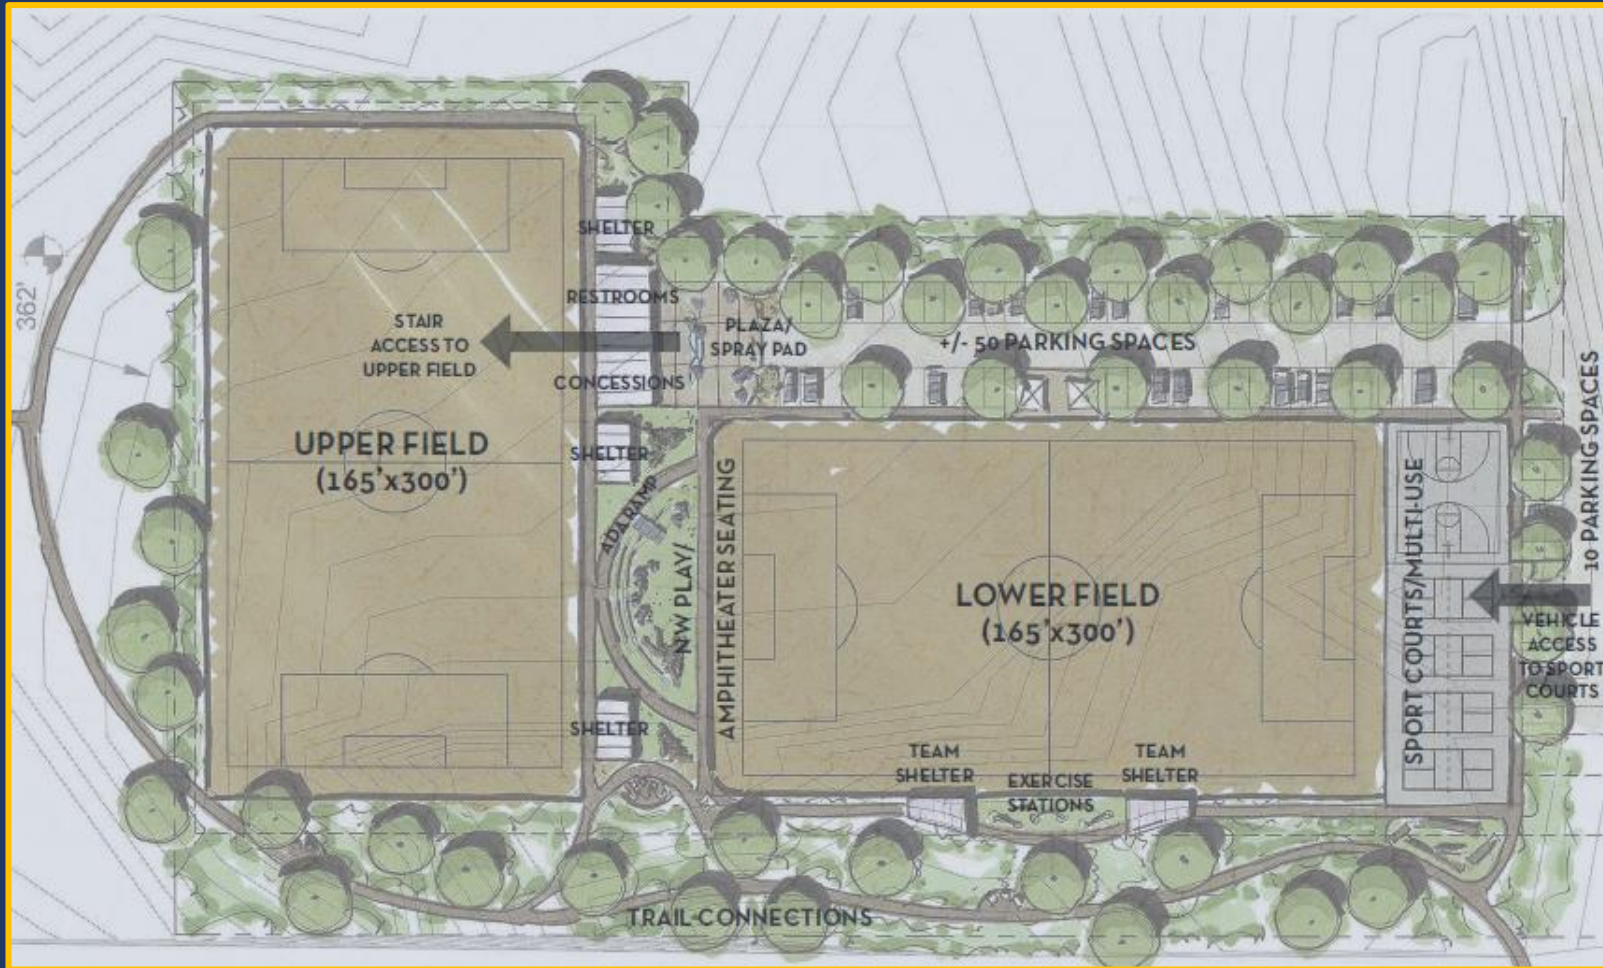 362'
SHELTER
RESTROOMS
STAIR
ACCESS TO
UPPER FIELD
PLAZA/
SPRAY PAD
+/- 50 PARKING SPACES
CONCESSIONS
UPPER FIELD
(165'x300')
SHELTER
ADA RAMP
NW PLAY/
AMPHITHEATER SEATING
SHELTER
LOWER FIELD
(165'x300')
TEAM
SHELTER
EXERCISE
STATIONS
TEAM
SHELTER
SPORT COURTS/MULTI-USE
10 PARKING SPACES
VEHICLE
ACCESS
TO SPORT
COURTS
TRAIL CONNECTIONS